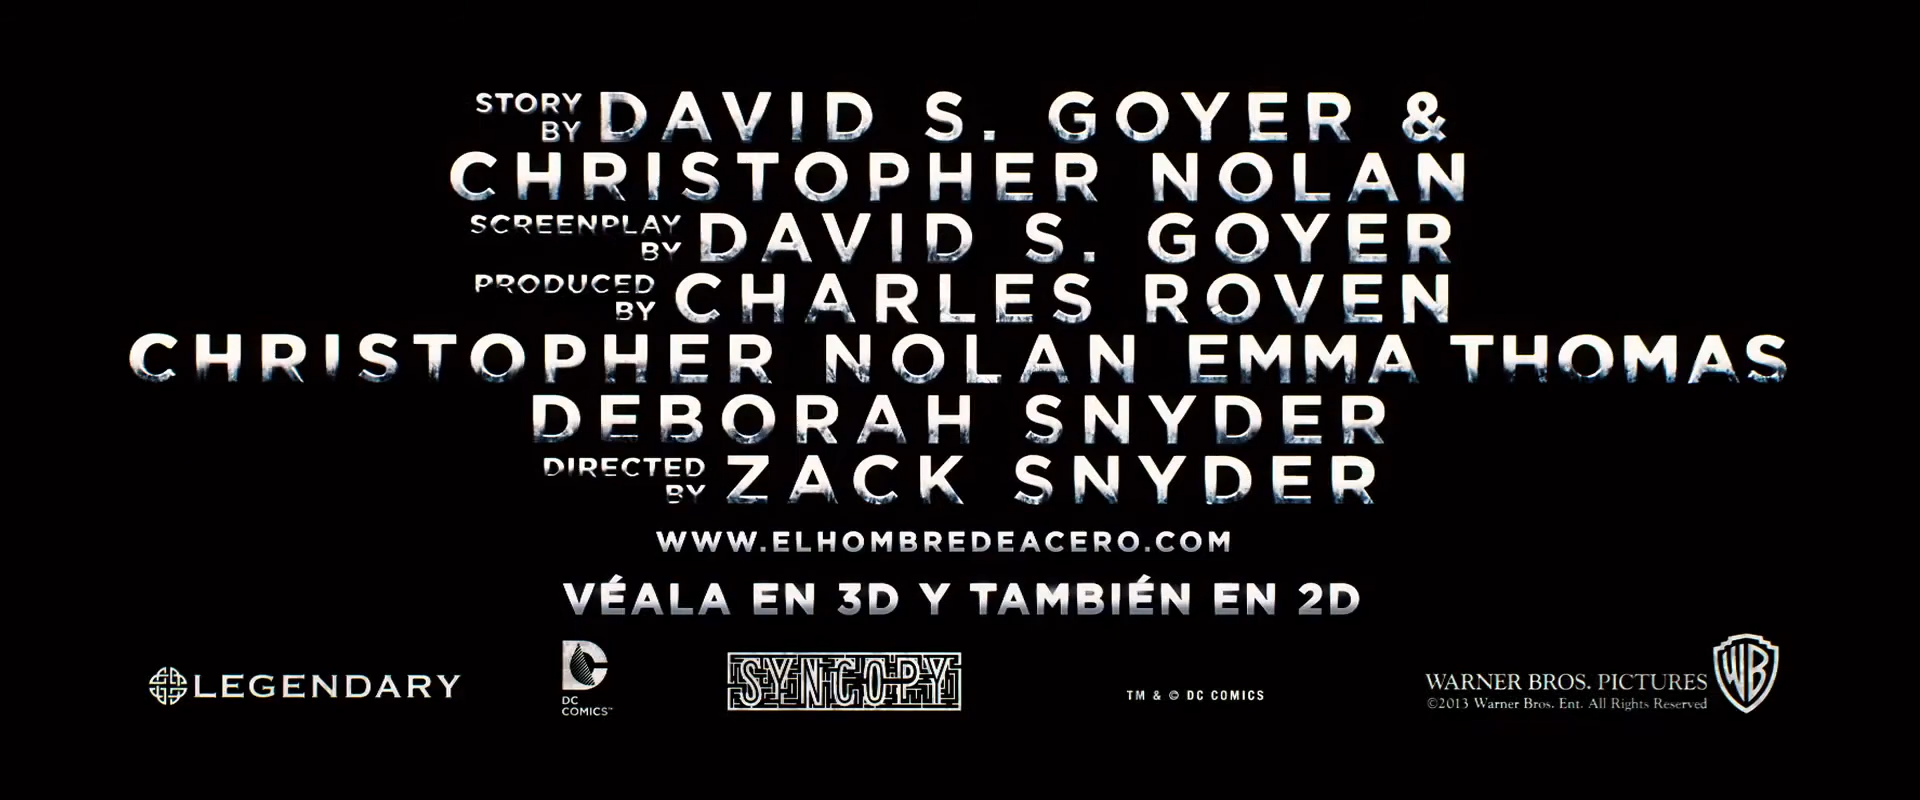 STORY BY DAVID S. GOYER &
CHRISTOPHER NOLAN
SCREENPLAY BY DAVID S. GOYER
PRODUCED BY CHARLES ROVEN
CHRISTOPHER NOLAN EMMA THOMAS
DEBORAH SNYDER
DIRECTED BY ZACK SNYDER
WWW.ELHOMBREDEACERO.COM
VÉALA EN 3D Y TAMBIÉN EN 2D
LEGENDARY
DC
DC
COMICS™
SYNCOPY
TM & © DC COMICS
WARNER BROS. PICTURES
©2013 Warner Bros. Ent. All Rights Reserved
WB